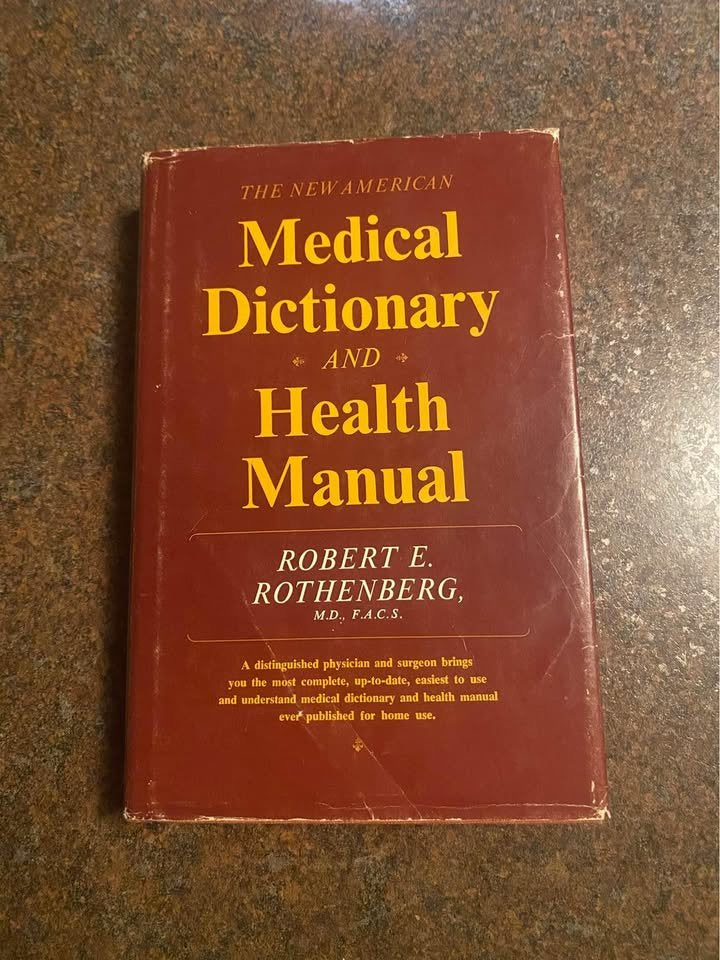 THE NEW AMERICAN
Medical
Dictionary
AND
Health
Manual
ROBERT E.
ROTHENBERG,
M.D., F.A.C.S.
A distinguished physician and surgeon brings
you the most complete, up-to-date, easiest to use
and understand medical dictionary and health manual
ever published for home use.